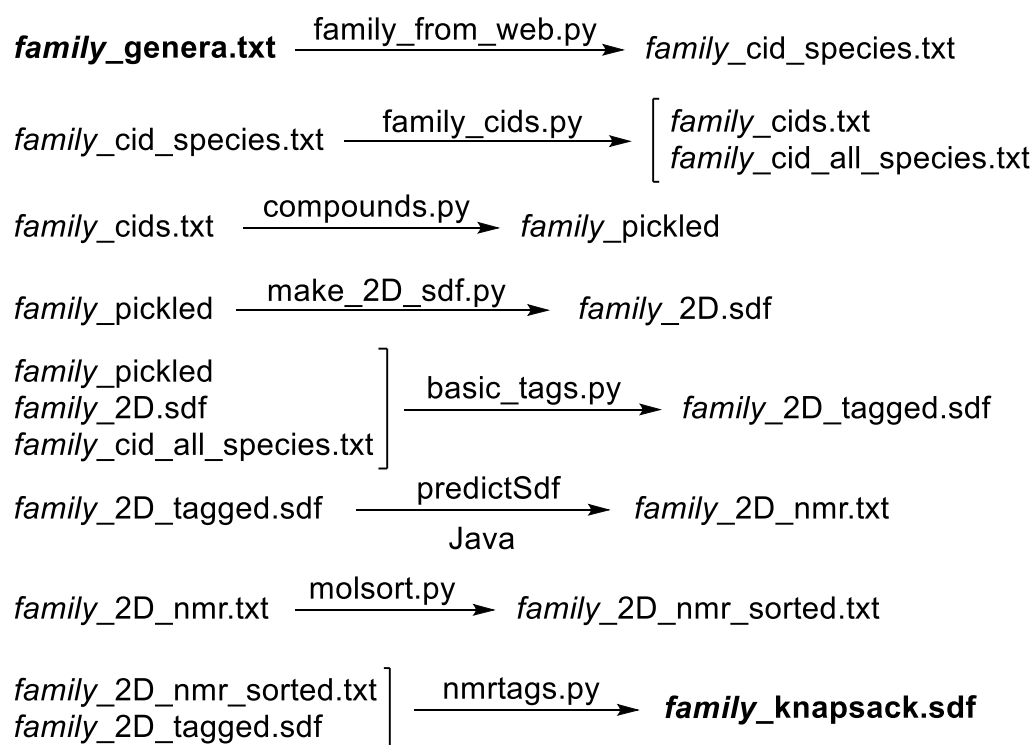 family_genera.txt family_from_web.py family_cid_species.txt
family_cid_species.txt family_cids.py family_cids.txt
family_cid_all_species.txt
family_cids.txt compounds.py family_pickled
family_pickled make_2D_sdf.py family_2D.sdf
family_pickled
family_2D.sdf basic_tags.py family_2D_tagged.sdf
family_cid_all_species.txt
family_2D_tagged.sdf predictSdf family_2D_nmr.txt
Java
family_2D_nmr.txt molsort.py family_2D_nmr_sorted.txt
family_2D_nmr_sorted.txt nmrtags.py family_knapsack.sdf
family_2D_tagged.sdf